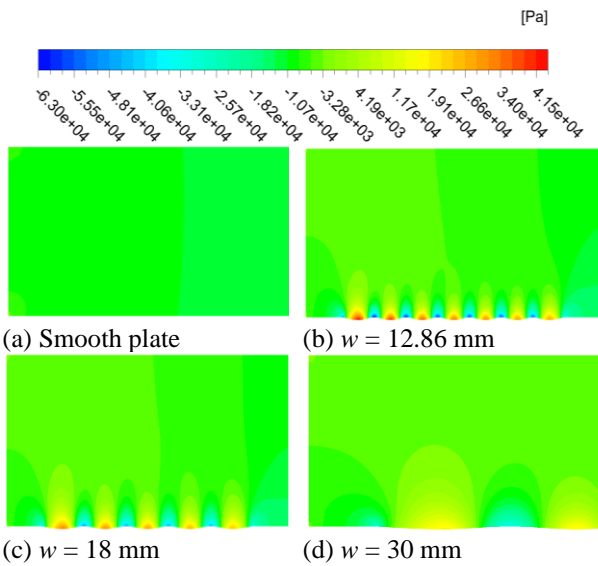 [Pa]
-6.30e+04
-5.55e+04
-4.81e+04
-4.06e+04
-3.31e+04
-2.57e+04
-1.82e+04
-1.07e+04
-3.28e+03
4.19e+03
1.17e+04
1.91e+04
2.66e+04
3.40e+04
4.15e+04
(a) Smooth plate
(b) w = 12.86 mm
(c) w = 18 mm
(d) w = 30 mm